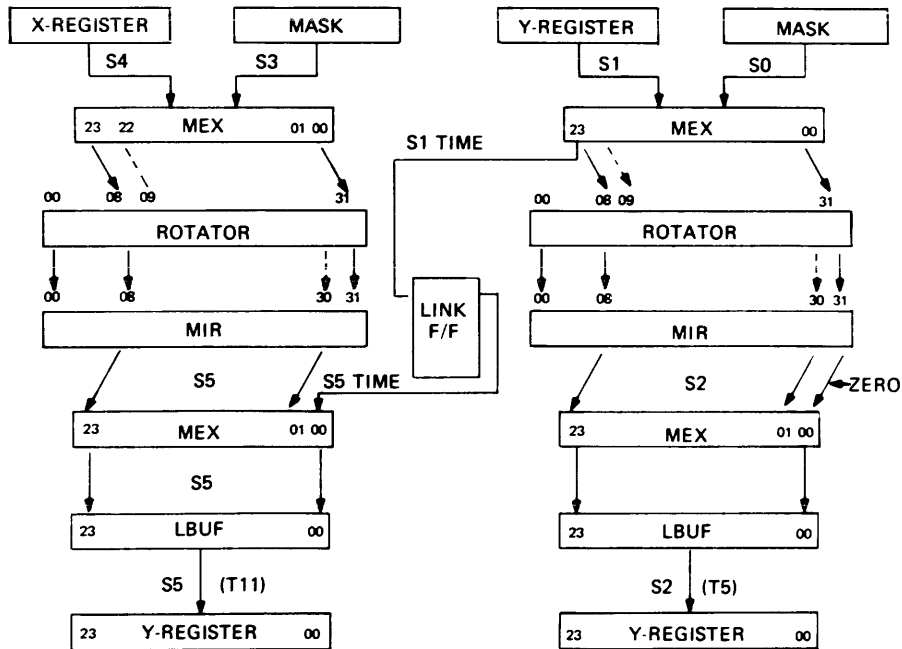 X-REGISTER MASK Y-REGISTER MASK
S4 S3 S1 S0
23 22 MEX 01 00 23 MEX 00
S1 TIME
00 08 09 31 00 08 09 31
ROTATOR ROTATOR
00 08 30 31 00 08 30 31
LINK
F/F
MIR MIR
S5 S5 TIME S2 ZERO
23 MEX 01 00 23 MEX 01 00
S5
23 LBUF 00 23 LBUF 00
S5 (T11) S2 (T5)
23 Y-REGISTER 00 23 Y-REGISTER 00